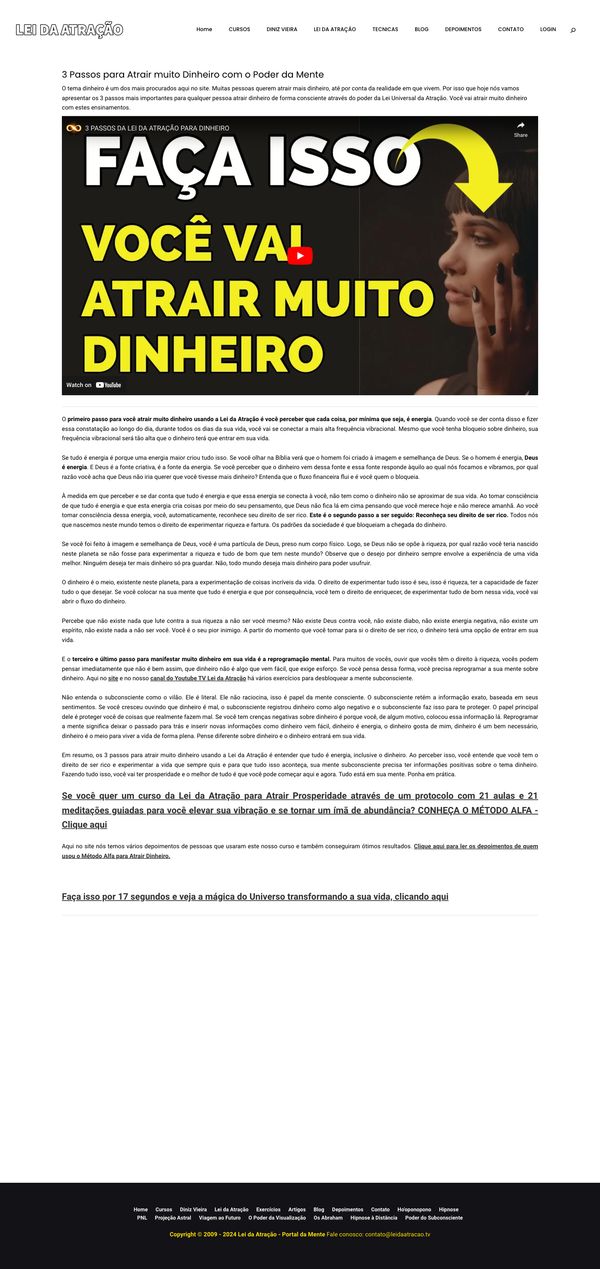 LEI DA ATRAÇÃO
Home CURSOS DINIZ VIEIRA LEI DA ATRAÇÃO TECNICAS BLOG DEPOIMENTOS CONTATO LOGIN
3 Passos para Atrair muito Dinheiro com o Poder da Mente
O tema dinheiro é um dos mais procurados aqui no site. Muitas pessoas querem atrair mais dinheiro, até por conta da realidade em que vivem. Por isso que hoje nós vamos
apresentar os 3 passos mais importantes para qualquer pessoa atrair dinheiro de forma consciente através do poder da Lei Universal da Atração. Você vai atrair muito dinheiro
com estes ensinamentos.
3 PASSOS DA LEI DA ATRAÇÃO PARA DINHEIRO
Share
FAÇA ISSO
VOCÊ VAI
ATRAIR MUITO
DINHEIRO
Watch on YouTube
O primeiro passo para você atrair muito dinheiro usando a Lei da Atração é você perceber que cada coisa, por mínima que seja, é energia. Quando você se der conta disso e fizer
essa constatação ao longo do dia, durante todos os dias da sua vida, você vai se conectar a mais alta frequência vibracional. Mesmo que você tenha bloqueio sobre dinheiro, sua
frequência vibracional será tão alta que o dinheiro terá que entrar em sua vida.
Se tudo é energia é porque uma energia maior criou tudo isso. Se você olhar na Bíblia verá que o homem foi criado à imagem e semelhança de Deus. Se o homem é energia, Deus
é energia. E Deus é a fonte criativa, é a fonte da energia. Se você perceber que o dinheiro vem dessa fonte e essa fonte responde àquilo ao qual nós focamos e vibramos, por qual
razão você acha que Deus não iria querer que você tivesse mais dinheiro? Entenda que o fluxo financeira flui e é você quem o bloqueia.
À medida em que perceber e se dar conta que tudo é energia e que essa energia se conecta à você, não tem como o dinheiro não se aproximar de sua vida. Ao tomar consciência
de que tudo é energia e que esta energia cria coisas por meio do seu pensamento, que Deus não fica lá em cima pensando que você merece hoje e não merece amanhã. Ao você
tomar consciência dessa energia, você, automaticamente, reconhece seu direito de ser rico. Este é o segundo passo a ser seguido: Reconheça seu direito de ser rico. Todos nós
que nascemos neste mundo temos o direito de experimentar riqueza e fartura. Os padrões da sociedade é que bloqueiam a chegada do dinheiro.
Se você foi feito à imagem e semelhança de Deus, você é uma partícula de Deus, preso num corpo físico. Logo, se Deus não se opõe à riqueza, por qual razão você teria nascido
neste planeta se não fosse para experimentar a riqueza e tudo de bom que tem neste mundo? Observe que o desejo por dinheiro sempre envolve a experiência de uma vida
melhor. Ninguém deseja ter mais dinheiro só pra guardar. Não, todo mundo deseja mais dinheiro para poder usufruir.
O dinheiro é o meio, existente neste planeta, para a experimentação de coisas incríveis da vida. O direito de experimentar tudo isso é seu, isso é riqueza, ter a capacidade de fazer
tudo o que desejar. Se você colocar na sua mente que tudo é energia e que por consequência, você tem o direito de enriquecer, de experimentar tudo de bom nessa vida, você vai
abrir o fluxo do dinheiro.
Percebe que não existe nada que lute contra a sua riqueza a não ser você mesmo? Não existe Deus contra você, não existe diabo, não existe energia negativa, não existe um
espírito, não existe nada a não ser você. Você é o seu pior inimigo. A partir do momento que você tomar para si o direito de ser rico, o dinheiro terá uma opção de entrar em sua
vida.
E o terceiro e último passo para manifestar muito dinheiro em sua vida é a reprogramação mental. Para muitos de vocês, ouvir que vocês têm o direito à riqueza, vocês podem
pensar imediatamente que não é bem assim, que dinheiro não é algo que vem fácil, que exige esforço. Se você pensa dessa forma, você precisa reprogramar a sua mente sobre
dinheiro. Aqui no site e no nosso canal do Youtube TV Lei da Atração há vários exercícios para desbloquear a mente subconsciente.
Não entenda o subconsciente como o vilão. Ele é literal. Ele não raciocina, isso é papel da mente consciente. O subconsciente retém a informação exato, baseada em seus
sentimentos. Se você cresceu ouvindo que dinheiro é mal, o subconsciente registrou dinheiro como algo negativo e o subconsciente faz isso para te proteger. O papel principal
dele é proteger você de coisas que realmente fazem mal. Se você tem crenças negativas sobre dinheiro é porque você, de algum motivo, colocou essa informação lá. Reprogramar
a mente significa deixar o passado para trás e inserir novas informações como dinheiro vem fácil, dinheiro é energia, o dinheiro gosta de mim, dinheiro é um bem necessário,
dinheiro é o meio para viver a vida de forma plena. Pense diferente sobre dinheiro e o dinheiro entrará em sua vida.
Em resumo, os 3 passos para atrair muito dinheiro usando a Lei da Atração é entender que tudo é energia, inclusive o dinheiro. Ao perceber isso, você entende que você tem o
direito de ser rico e experimentar a vida que sempre quis e para que tudo isso aconteça, sua mente subconsciente precisa ter informações positivas sobre o tema dinheiro.
Fazendo tudo isso, você vai ter prosperidade e o melhor de tudo é que você pode começar aqui e agora. Tudo está em sua mente. Ponha em prática.
Se você quer um curso da Lei da Atração para Atrair Prosperidade através de um protocolo com 21 aulas e 21
meditações guiadas para você elevar sua vibração e se tornar um ímã de abundância? CONHEÇA O MÉTODO ALFA -
Clique aqui
Aqui no site nós temos vários depoimentos de pessoas que usaram este nosso curso e também conseguiram ótimos resultados. Clique aqui para ler os depoimentos de quem
usou o Método Alfa para Atrair Dinheiro.
Faça isso por 17 segundos e veja a mágica do Universo transformando a sua vida, clicando aqui
Home Cursos Diniz Vieira Lei da Atração Exercícios Artigos Blog Depoimentos Contato Ho'oponopono Hipnose
PNL Projeção Astral Viagem ao Futuro O Poder da Visualização Os Abraham Hipnose à Distância Poder do Subconsciente
Copyright © 2009 - 2024 Lei da Atração - Portal da Mente Fale conosco: contato@leidaatracao.tv